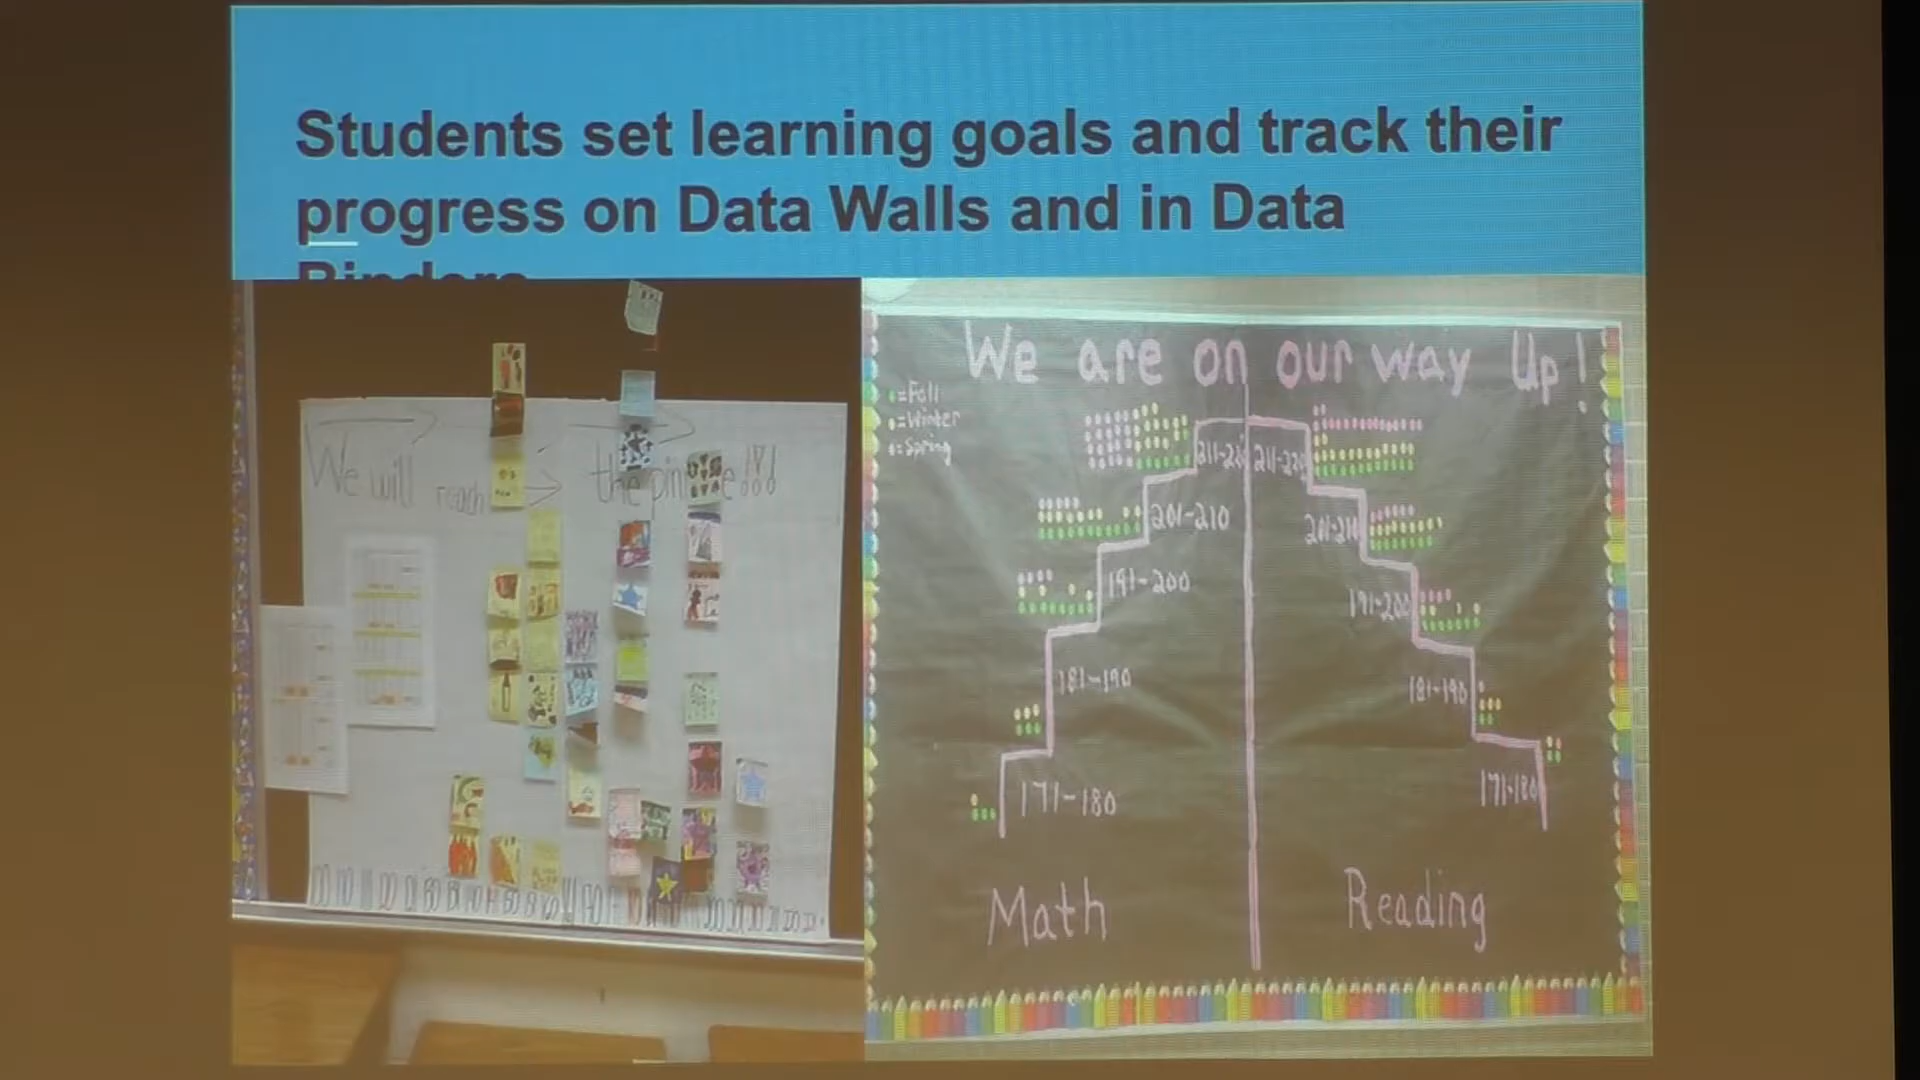 Students set learning goals and track their
progress on Data Walls and in Data
Binders
We will reach the pinnacle!!!
We are on our way Up!
=Fall
=Winter
=Spring
211-220
211-220
201-210
201-210
191-200
191-200
181-190
181-190
171-180
171-180
Math
Reading